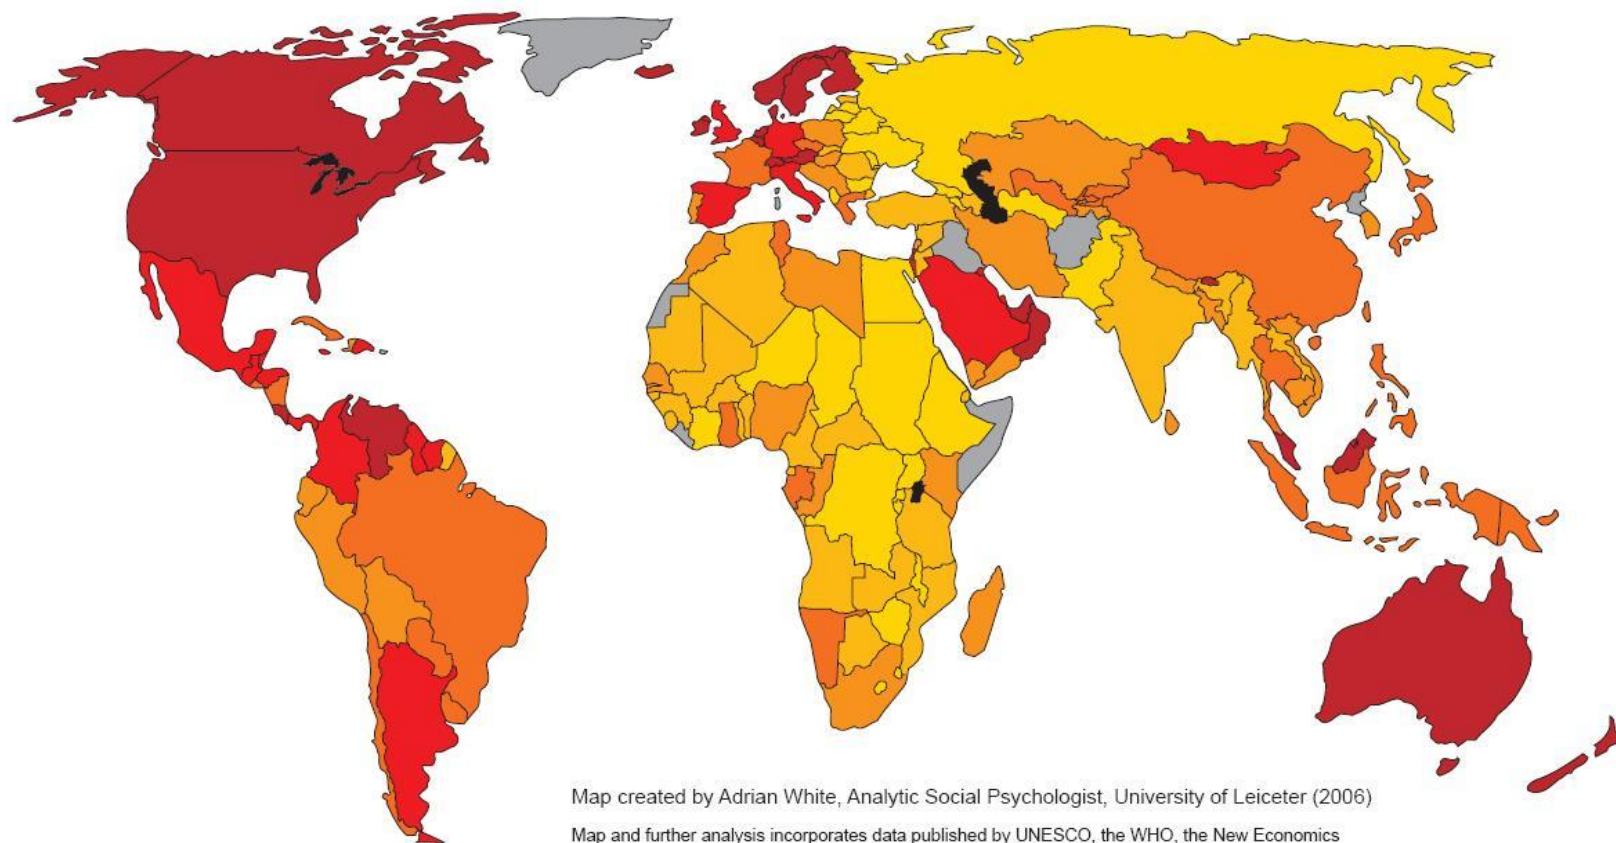 Map created by Adrian White, Analytic Social Psychologist, University of Leiceter (2006)
Map and further analysis incorporates data published by UNESCO, the WHO, the New Economics